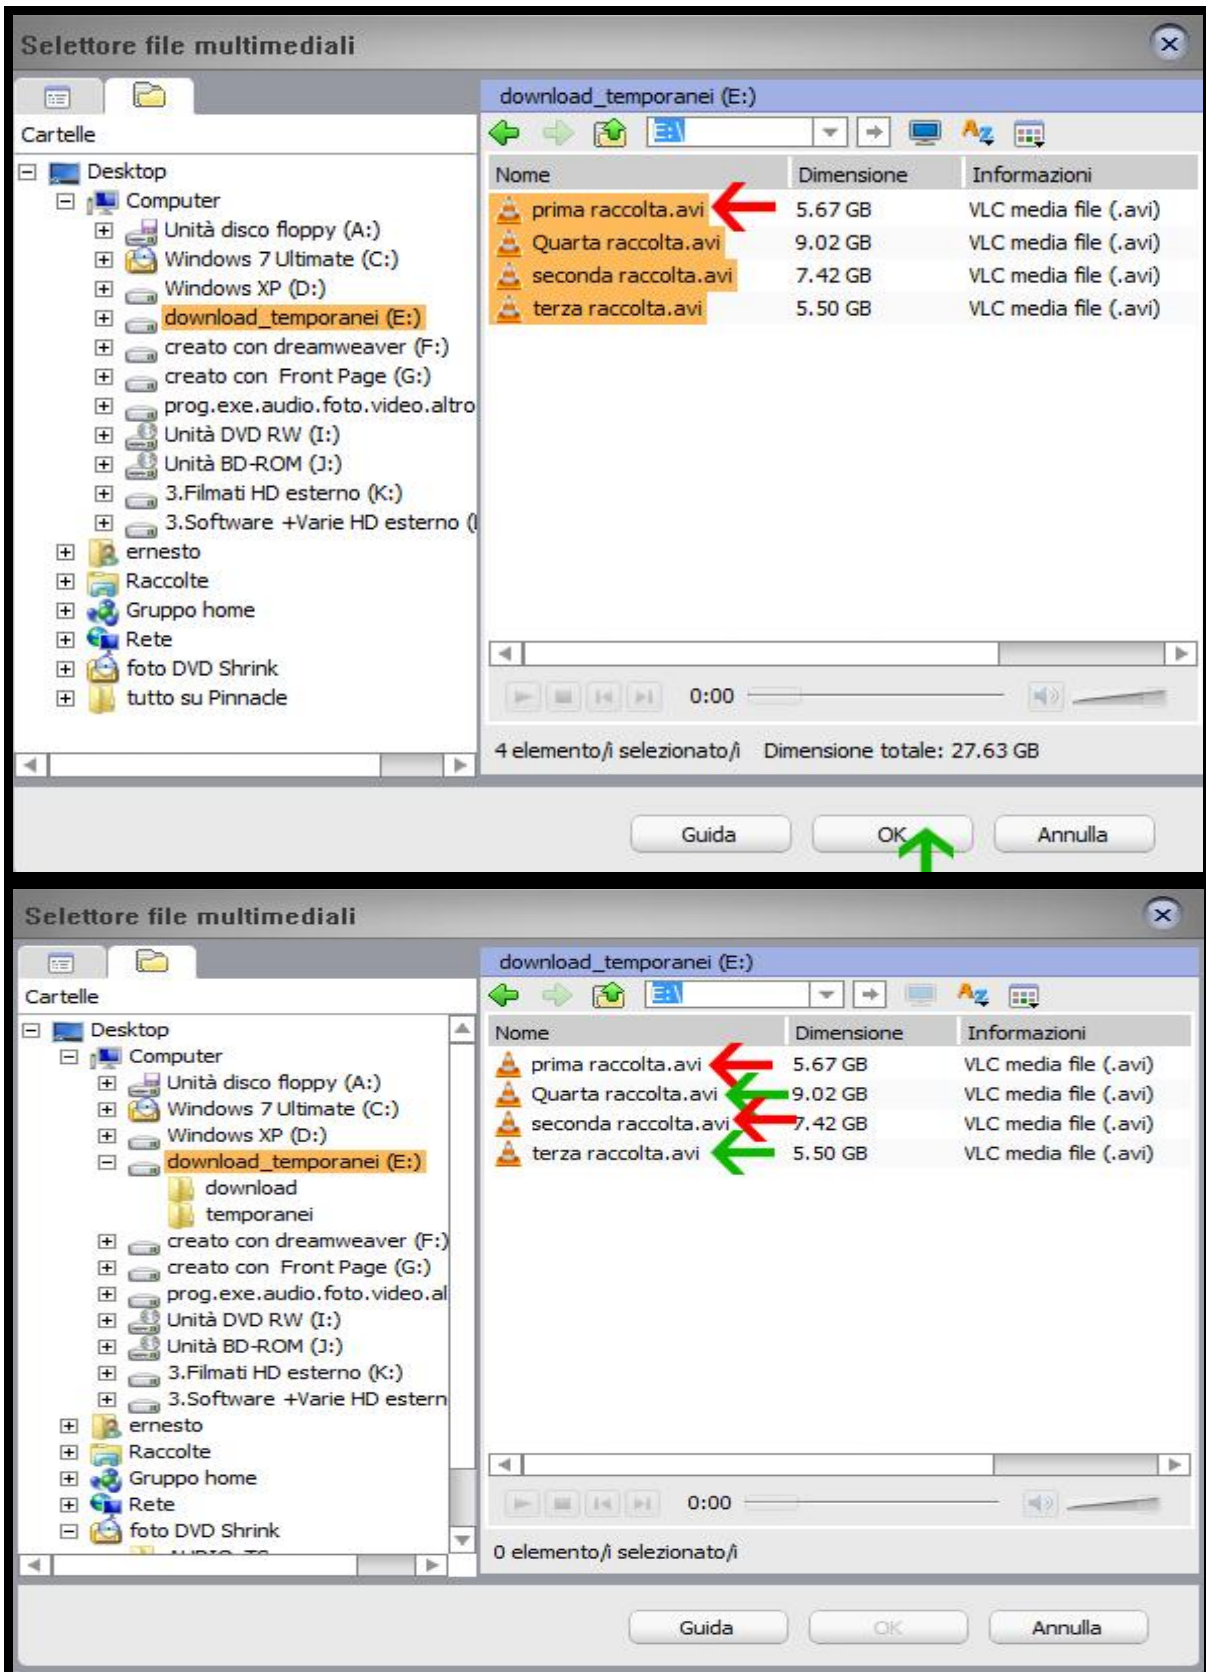 Selettore file multimediali
Cartelle
Desktop
Computer
Unità disco floppy (A:)
Windows 7 Ultimate (C:)
Windows XP (D:)
download_temporanei (E:)
creato con dreamweaver (F:)
creato con Front Page (G:)
prog.exe.audio.foto.video.altro
Unità DVD RW (I:)
Unità BD-ROM (J:)
3.Filmati HD esterno (K:)
3.Software +Varie HD esterno (
ernesto
Raccolte
Gruppo home
Rete
foto DVD Shrink
tutto su Pinnacle
download_temporanei (E:)
E:\
Nome Dimensione Informazioni
prima raccolta.avi 5.67 GB VLC media file (.avi)
Quarta raccolta.avi 9.02 GB VLC media file (.avi)
seconda raccolta.avi 7.42 GB VLC media file (.avi)
terza raccolta.avi 5.50 GB VLC media file (.avi)
0:00
4 elemento/i selezionato/i Dimensione totale: 27.63 GB
Guida OK Annulla
Selettore file multimediali
Cartelle
Desktop
Computer
Unità disco floppy (A:)
Windows 7 Ultimate (C:)
Windows XP (D:)
download_temporanei (E:)
download
temporanei
creato con dreamweaver (F:)
creato con Front Page (G:)
prog.exe.audio.foto.video.al
Unità DVD RW (I:)
Unità BD-ROM (J:)
3.Filmati HD esterno (K:)
3.Software +Varie HD estern
ernesto
Raccolte
Gruppo home
Rete
foto DVD Shrink
download_temporanei (E:)
E:\
Nome Dimensione Informazioni
prima raccolta.avi 5.67 GB VLC media file (.avi)
Quarta raccolta.avi 9.02 GB VLC media file (.avi)
seconda raccolta.avi 7.42 GB VLC media file (.avi)
terza raccolta.avi 5.50 GB VLC media file (.avi)
0:00
0 elemento/i selezionato/i
Guida OK Annulla